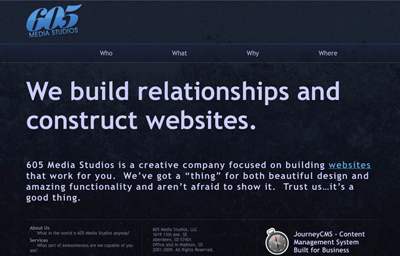 605
MEDIA STUDIOS
Who What Why Where
We build relationships and
construct websites.
605 Media Studios is a creative company focused on building websites
that work for you. We've got a “thing” for both beautiful design and
amazing functionality and aren't afraid to show it. Trust us...it's a
good thing.
About Us
What in the world is 605 Media Studios anyway?
Services
What sort of awesomeness are we capable of you
ask?
605 Media Studios, LLC
1619 13th Ave. SE
Aberdeen, SD 57401
Office and in Madison, SD
2001-2009. All Rights Reserved.
JourneyCMS - Content
Management System
Built for Business